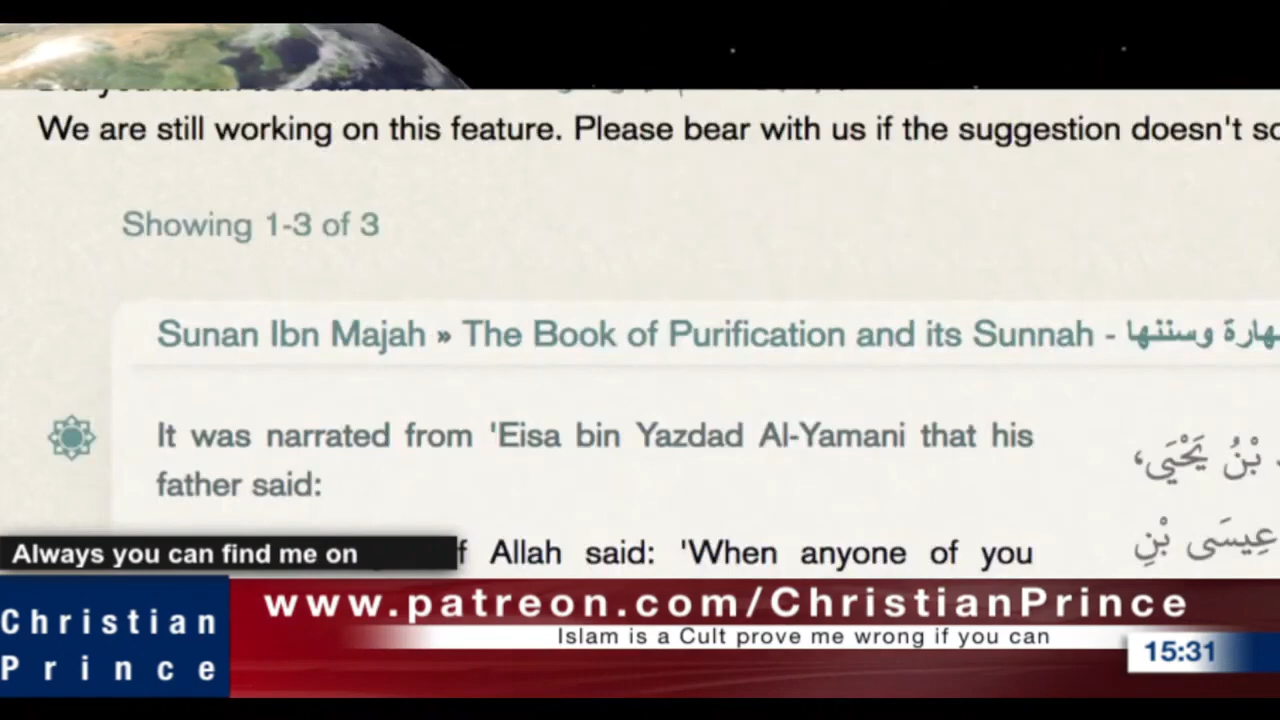 We are still working on this feature. Please bear with us if the suggestion doesn't
Showing 1-3 of 3
Sunan Ibn Majah » The Book of Purification and its Sunnah - وسننها
It was narrated from 'Eisa bin Yazdad Al-Yamani that his
بْنُ يَحْيَى،
father said:
عِيسَى بْنِ
Always you can find me on
Allah said: 'When anyone of you
www.patreon.com/ChristianPrince
Islam is a Cult prove me wrong if you can
Christian
Prince
15:31